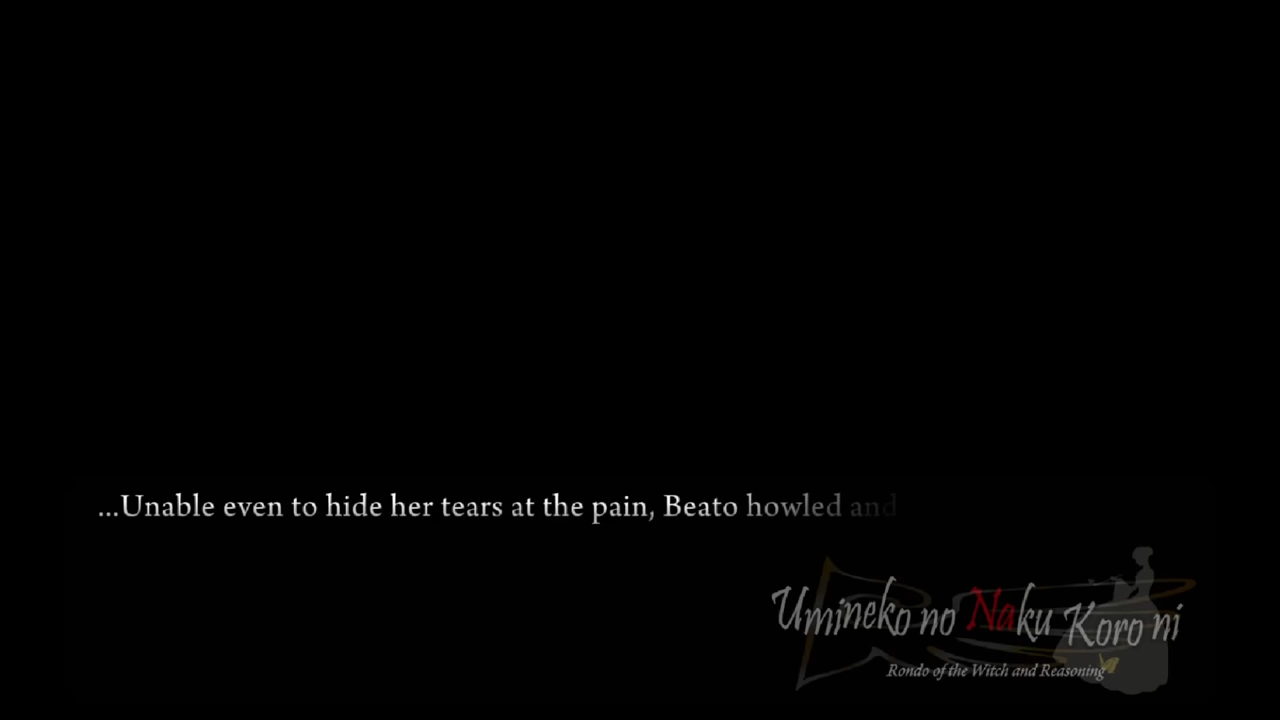 ...Unable even to hide her tears at the pain, Beato howled and
Umineko no Naku Koro ni
Rondo of the Witch and Reasoning